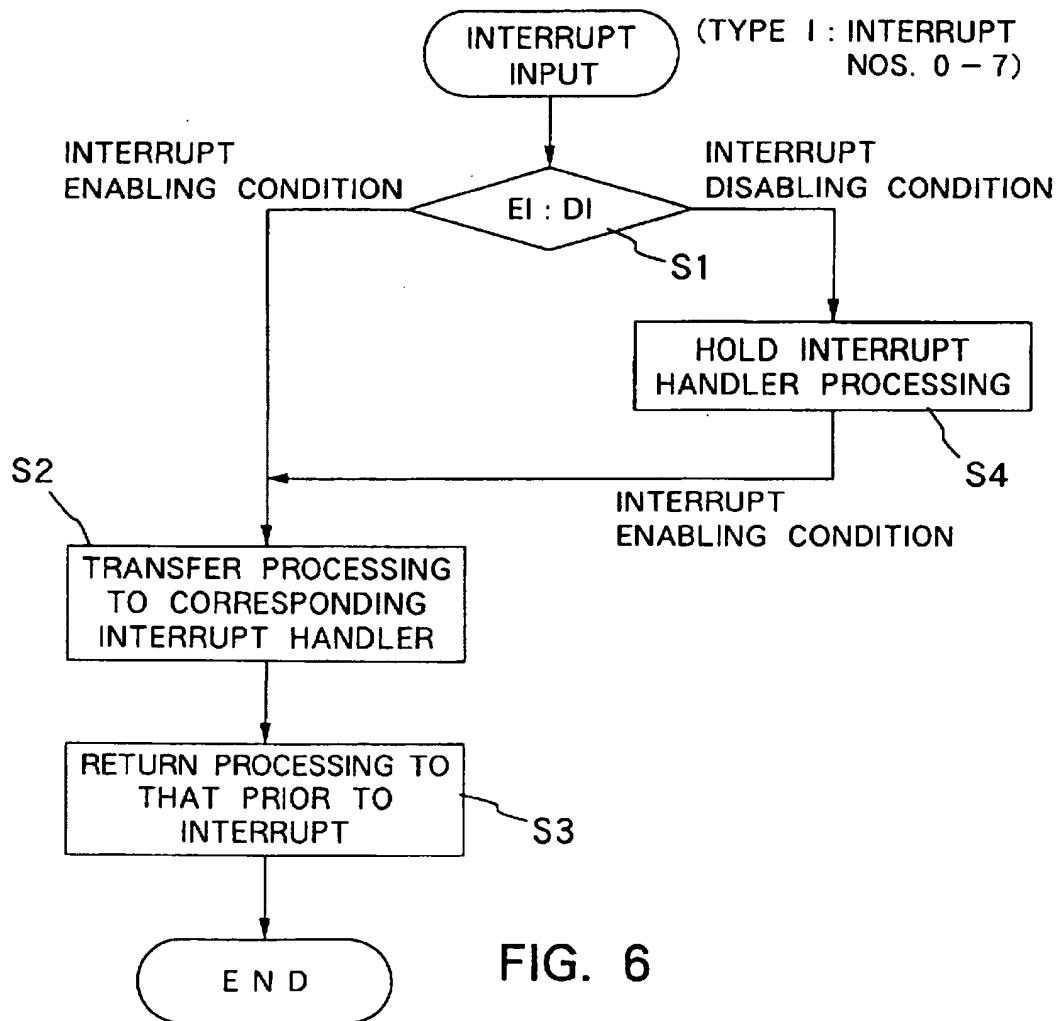 INTERRUPT
INPUT
(TYPE I : INTERRUPT
NOS. 0 – 7)
INTERRUPT
ENABLING CONDITION
INTERRUPT
DISABLING CONDITION
EI : DI
S1
HOLD INTERRUPT
HANDLER PROCESSING
S4
S2
INTERRUPT
ENABLING CONDITION
TRANSFER PROCESSING
TO CORRESPONDING
INTERRUPT HANDLER
RETURN PROCESSING TO
THAT PRIOR TO
INTERRUPT
S3
END
FIG. 6